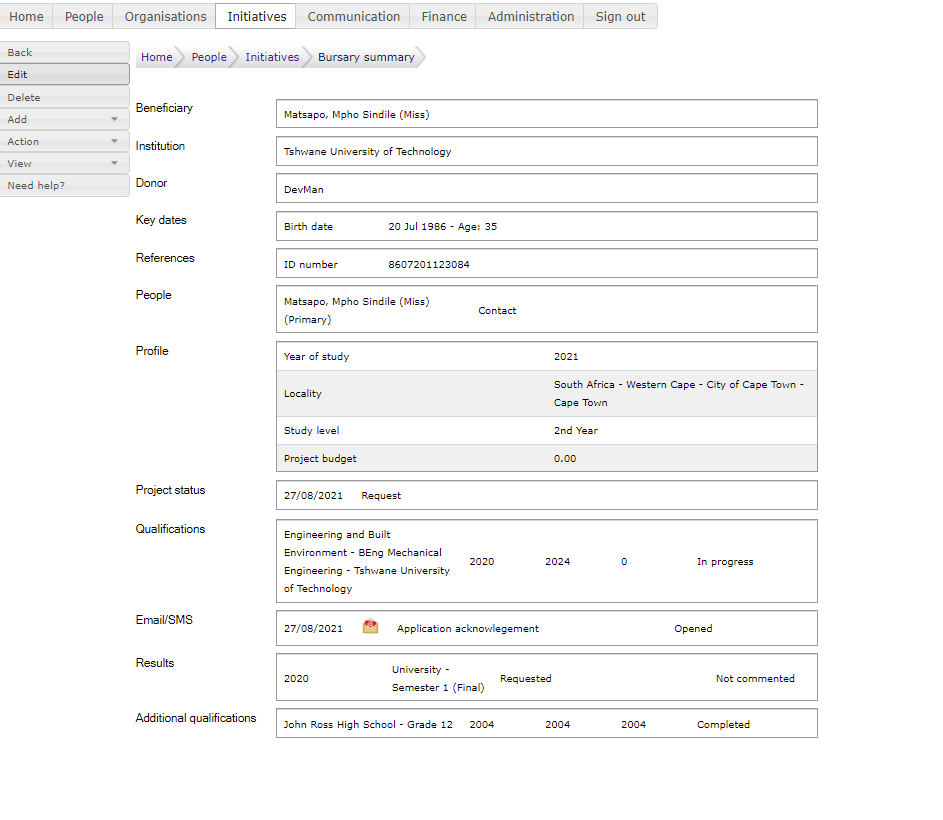 Home People Organisations Initiatives Communication Finance Administration Sign out
Back
Edit
Delete
Add
Action
View
Need help?
Home People Initiatives Bursary summary
Beneficiary
Matsapo, Mpho Sindile (Miss)
Institution
Tshwane University of Technology
Donor
DevMan
Key dates
Birth date 20 Jul 1986 - Age: 35
References
ID number 8607201123084
People
Matsapo, Mpho Sindile (Miss)
(Primary)
Contact
Profile
Year of study 2021
Locality
South Africa - Western Cape - City of Cape Town -
Cape Town
Study level 2nd Year
Project budget 0.00
Project status
27/08/2021 Request
Qualifications
Engineering and Built
Environment - BEng Mechanical
Engineering - Tshwane University
of Technology
2020 2024 0 In progress
Email/SMS
27/08/2021 Application acknowlegement Opened
Results
2020
University -
Semester 1 (Final)
Requested Not commented
Additional qualifications
John Ross High School - Grade 12 2004 2004 2004 Completed